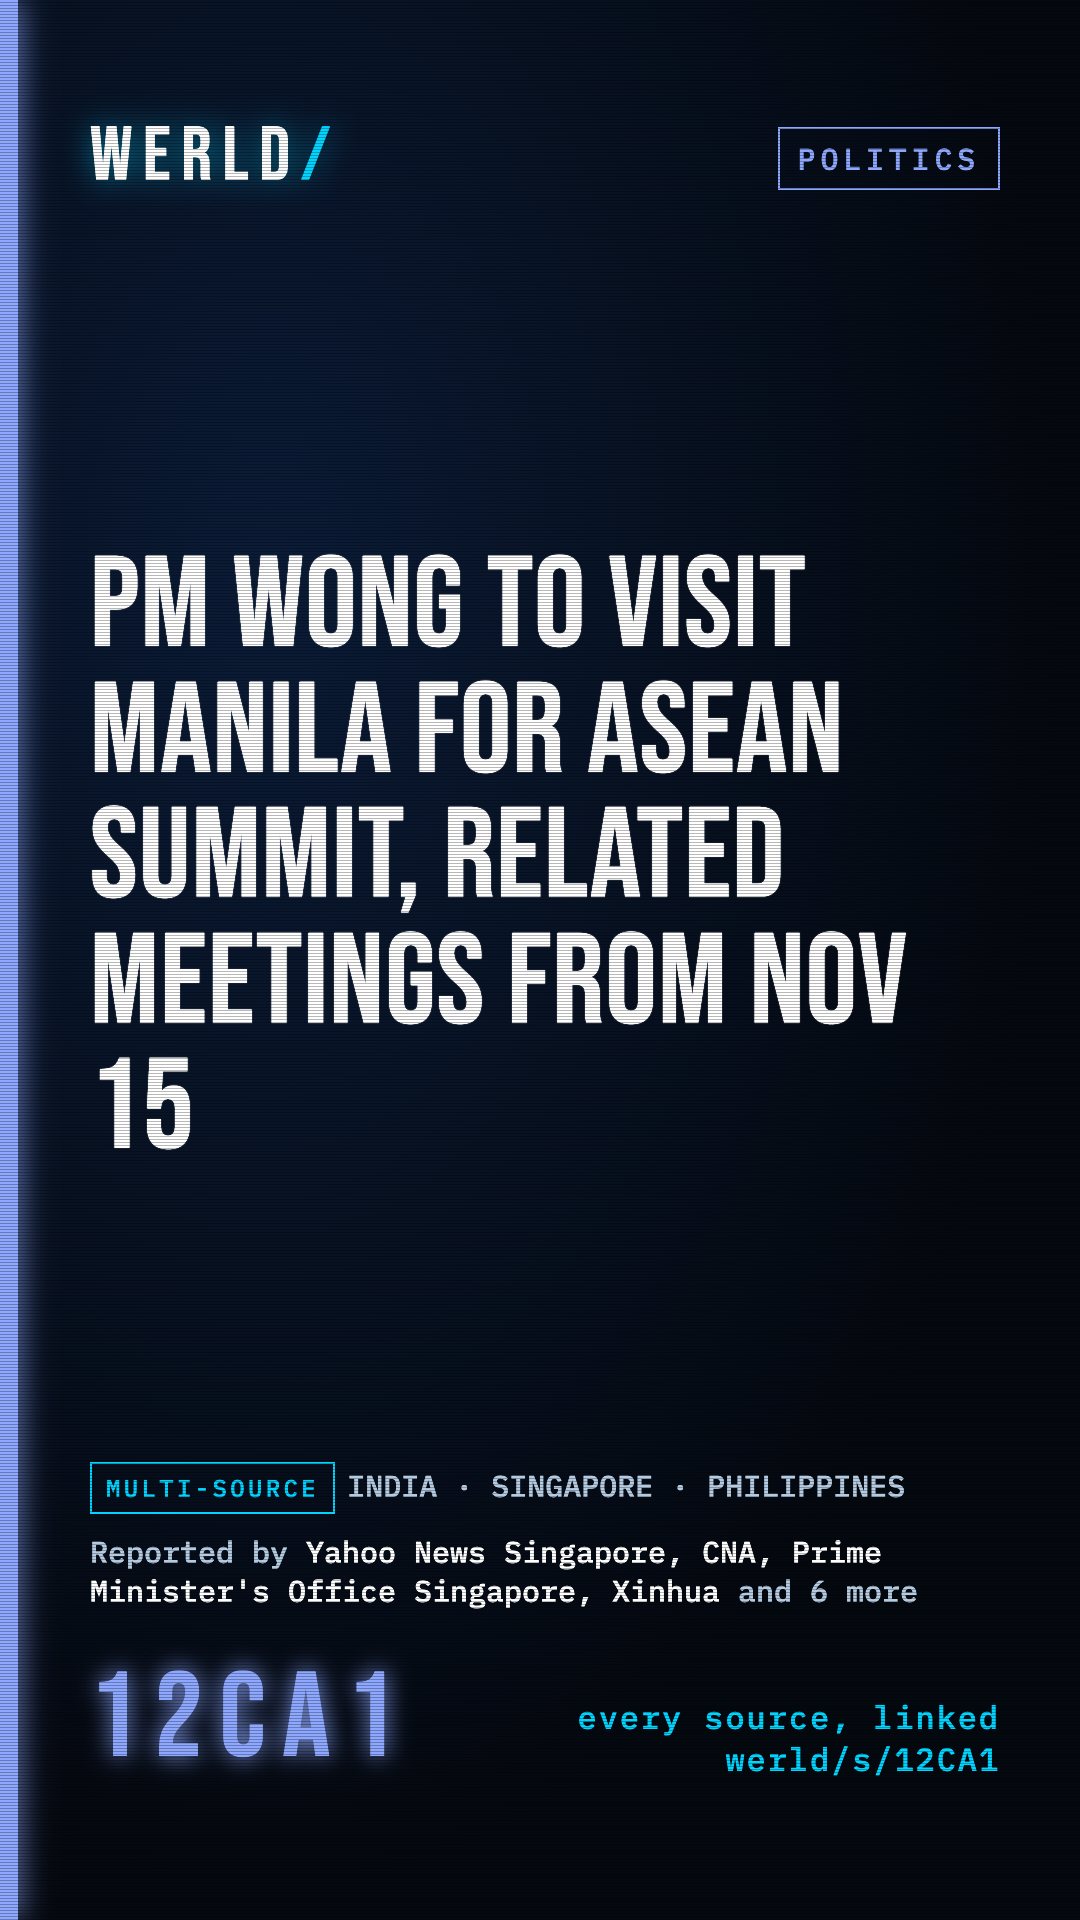 WERLD/
POLITICS
PM WONG TO VISIT
MANILA FOR ASEAN
SUMMIT, RELATED
MEETINGS FROM NOV
15
MULTI-SOURCE INDIA · SINGAPORE · PHILIPPINES
Reported by Yahoo News Singapore, CNA, Prime
Minister's Office Singapore, Xinhua and 6 more
12CA1
every source, linked
werld/s/12CA1